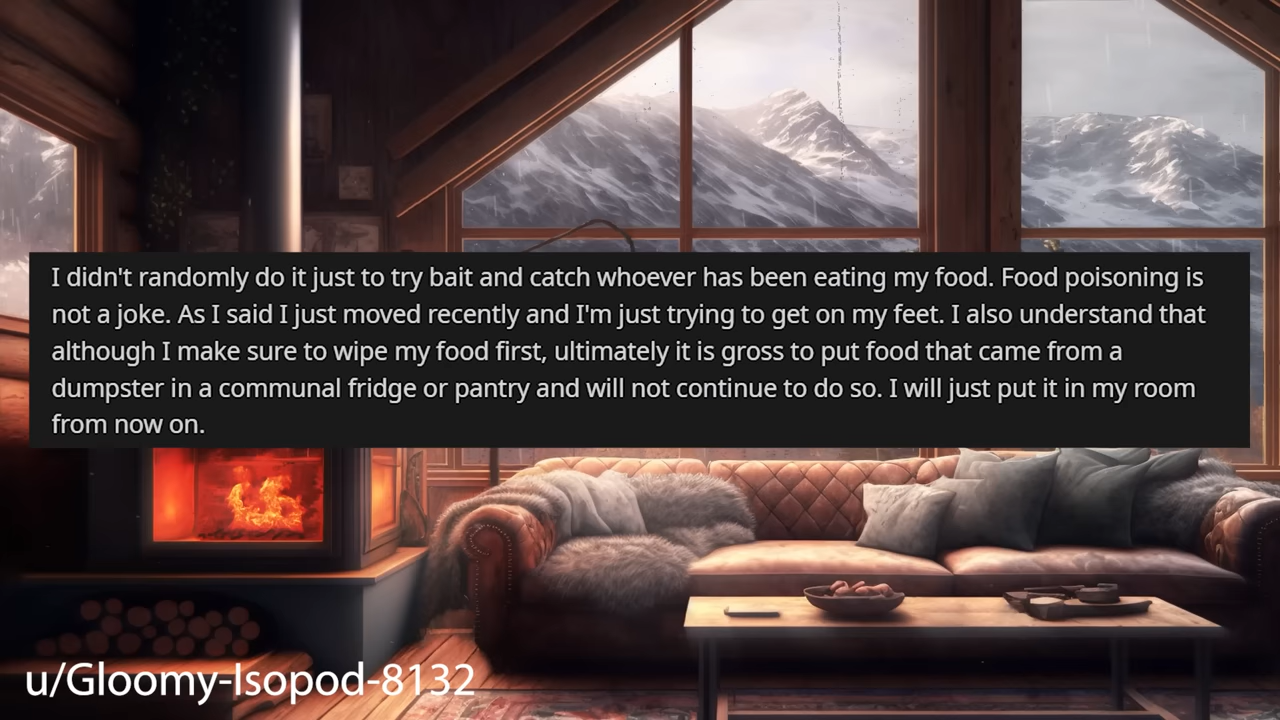 I didn't randomly do it just to try bait and catch whoever has been eating my food. Food poisoning is
not a joke. As I said I just moved recently and I'm just trying to get on my feet. I also understand that
although I make sure to wipe my food first, ultimately it is gross to put food that came from a
dumpster in a communal fridge or pantry and will not continue to do so. I will just put it in my room
from now on.
u/Gloomy-Isopod-8132